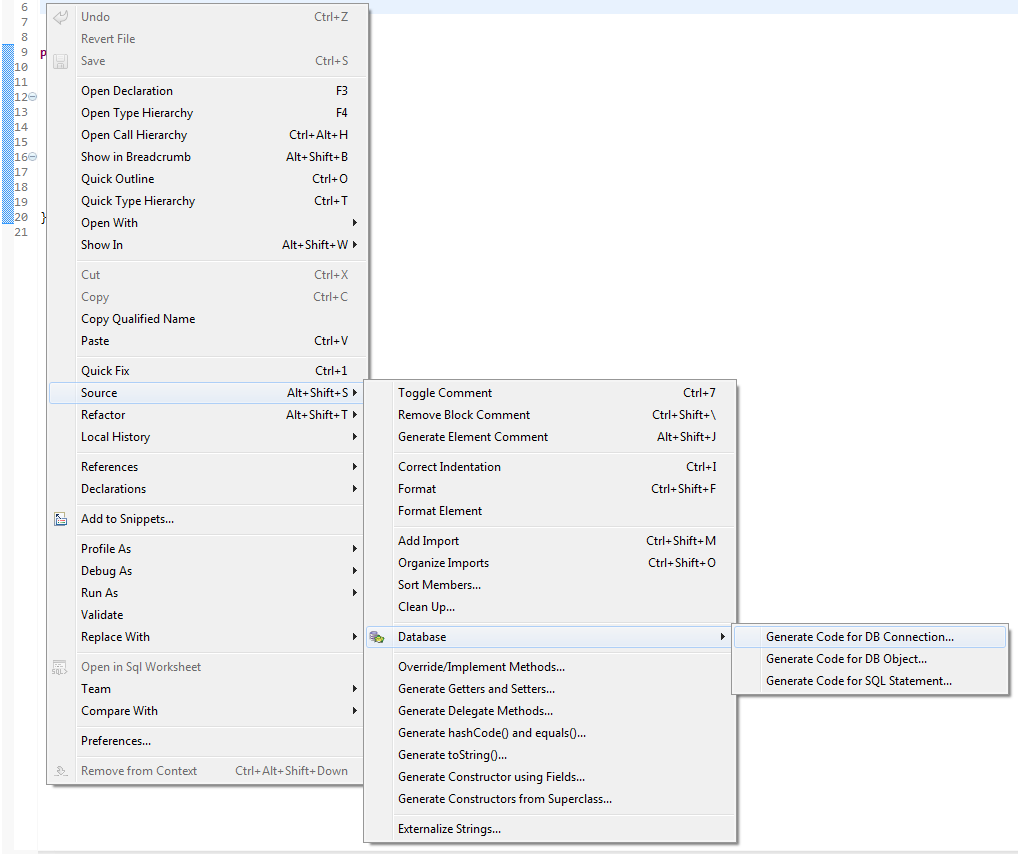 6
7
8
9 p
10
11
12
13
14
15
16
17
18
19
20 }
21
Undo Ctrl+Z
Revert File
Save Ctrl+S
Open Declaration F3
Open Type Hierarchy F4
Open Call Hierarchy Ctrl+Alt+H
Show in Breadcrumb Alt+Shift+B
Quick Outline Ctrl+O
Quick Type Hierarchy Ctrl+T
Open With
Show In Alt+Shift+W
Cut Ctrl+X
Copy Ctrl+C
Copy Qualified Name
Paste Ctrl+V
Quick Fix Ctrl+1
Source Alt+Shift+S
Refactor Alt+Shift+T
Local History
References
Declarations
Add to Snippets...
Profile As
Debug As
Run As
Validate
Replace With
Open in Sql Worksheet
Team
Compare With
Preferences...
Remove from Context Ctrl+Alt+Shift+Down
Toggle Comment Ctrl+7
Remove Block Comment Ctrl+Shift+\
Generate Element Comment Alt+Shift+J
Correct Indentation Ctrl+I
Format Ctrl+Shift+F
Format Element
Add Import Ctrl+Shift+M
Organize Imports Ctrl+Shift+O
Sort Members...
Clean Up...
Database
Override/Implement Methods...
Generate Getters and Setters...
Generate Delegate Methods...
Generate hashCode() and equals()...
Generate toString()...
Generate Constructor using Fields...
Generate Constructors from Superclass...
Externalize Strings...
Generate Code for DB Connection...
Generate Code for DB Object...
Generate Code for SQL Statement...